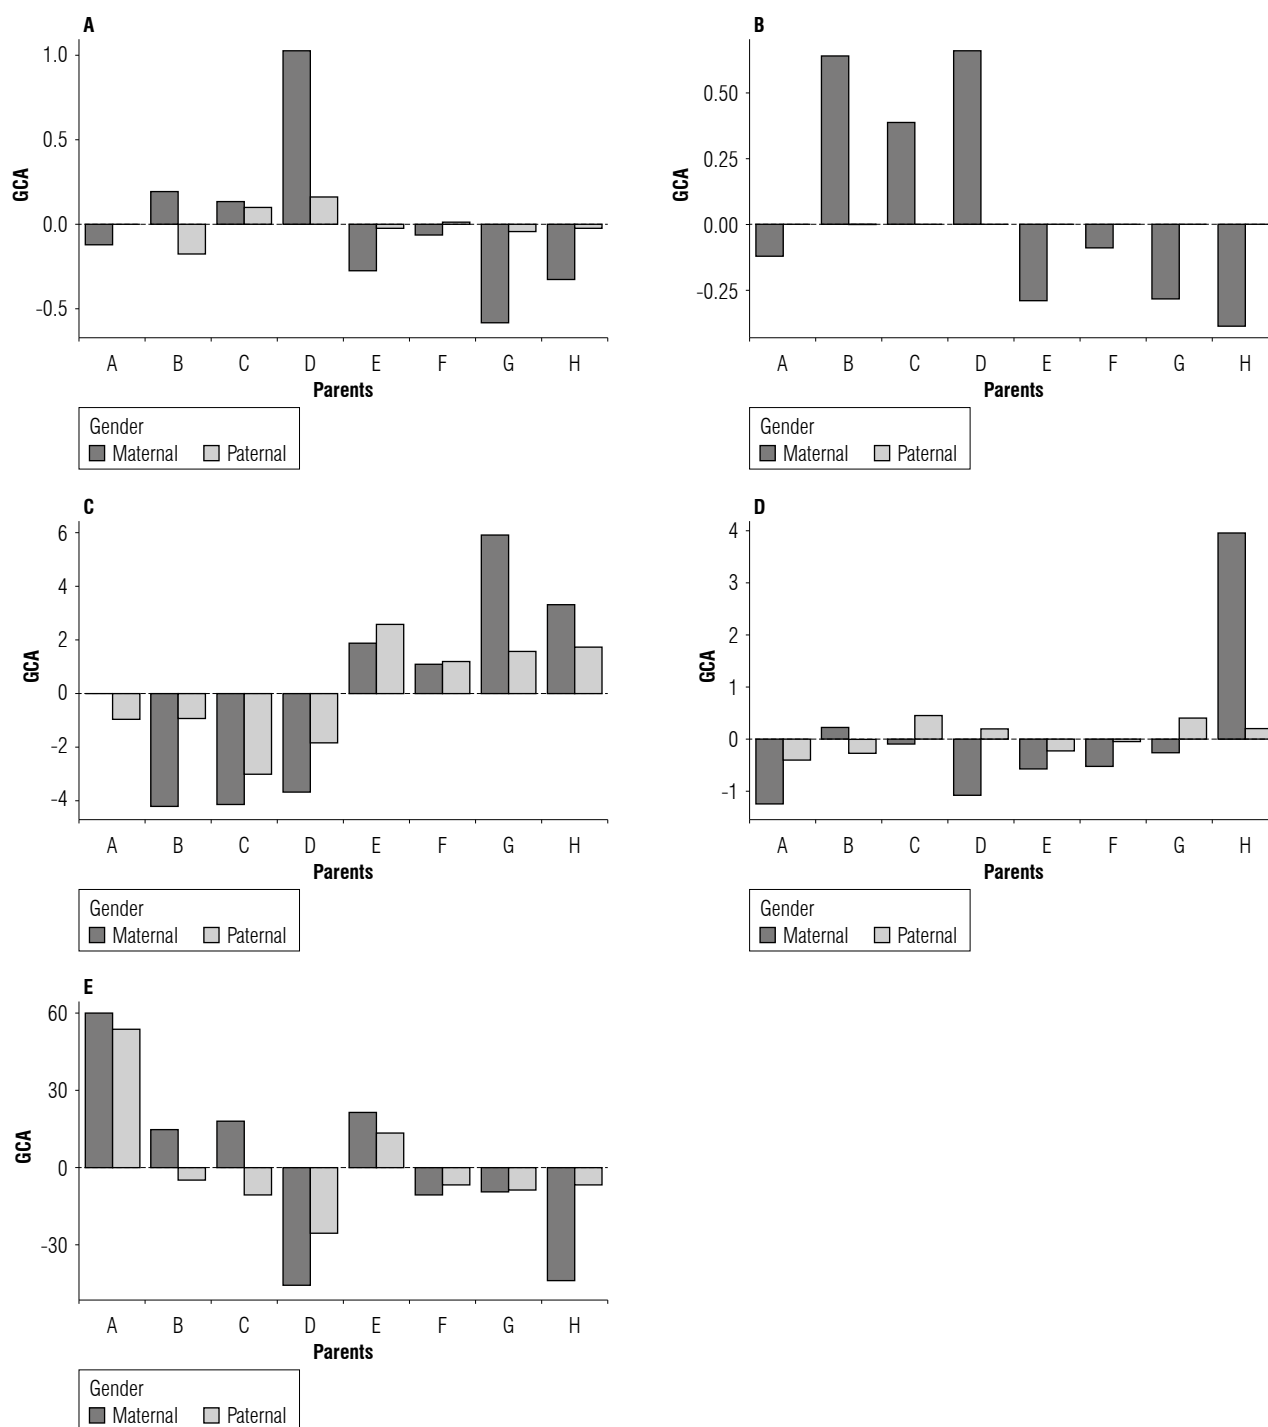 A
1.0
0.5
0.0
-0.5
GCA
A B C D E F G H
Parents
Gender
Maternal Paternal
B
0.50
0.25
0.00
-0.25
GCA
A B C D E F G H
Parents
Gender
Maternal Paternal
C
6
4
2
0
-2
-4
GCA
A B C D E F G H
Parents
Gender
Maternal Paternal
D
4
3
2
1
0
-1
GCA
A B C D E F G H
Parents
Gender
Maternal Paternal
E
60
30
0
-30
GCA
A B C D E F G H
Parents
Gender
Maternal Paternal